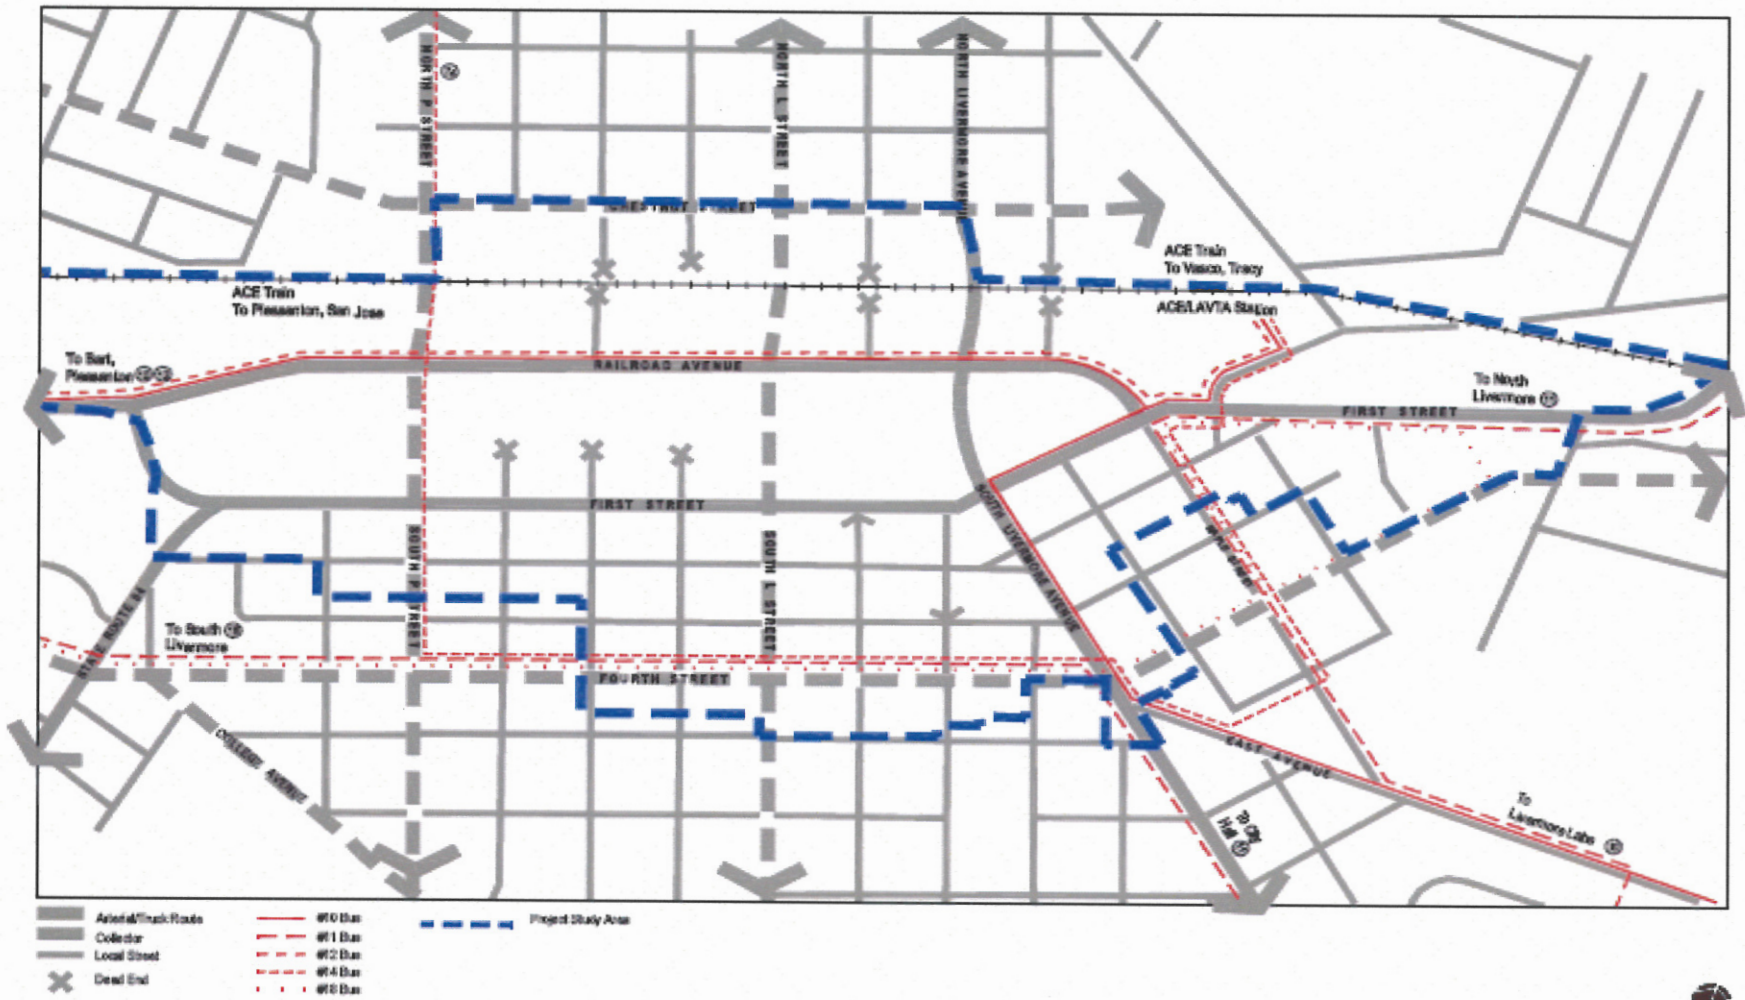 NORTH P STREET
NORTH L STREET
NORTH LIVERMORE AVENUE
CHESTNUT STREET
ACE Train
To Pleasanton, San Jose
ACE Train
To Vasco, Tracy
ACE/LAVTA Station
To Bart,
Pleasanton
RAILROAD AVENUE
To North
Livermore
FIRST STREET
FIRST STREET
SOUTH P STREET
SOUTH L STREET
SOUTH LIVERMORE AVENUE
STATE ROUTE 84
To South
Livermore
FOURTH STREET
COLLEGE AVENUE
EAST AVENUE
To City
Hall
To
Livermore Labs
Arterial/Truck Route
Collector
Local Street
Dead End
#10 Bus
#11 Bus
#12 Bus
#14 Bus
#18 Bus
Project Study Area